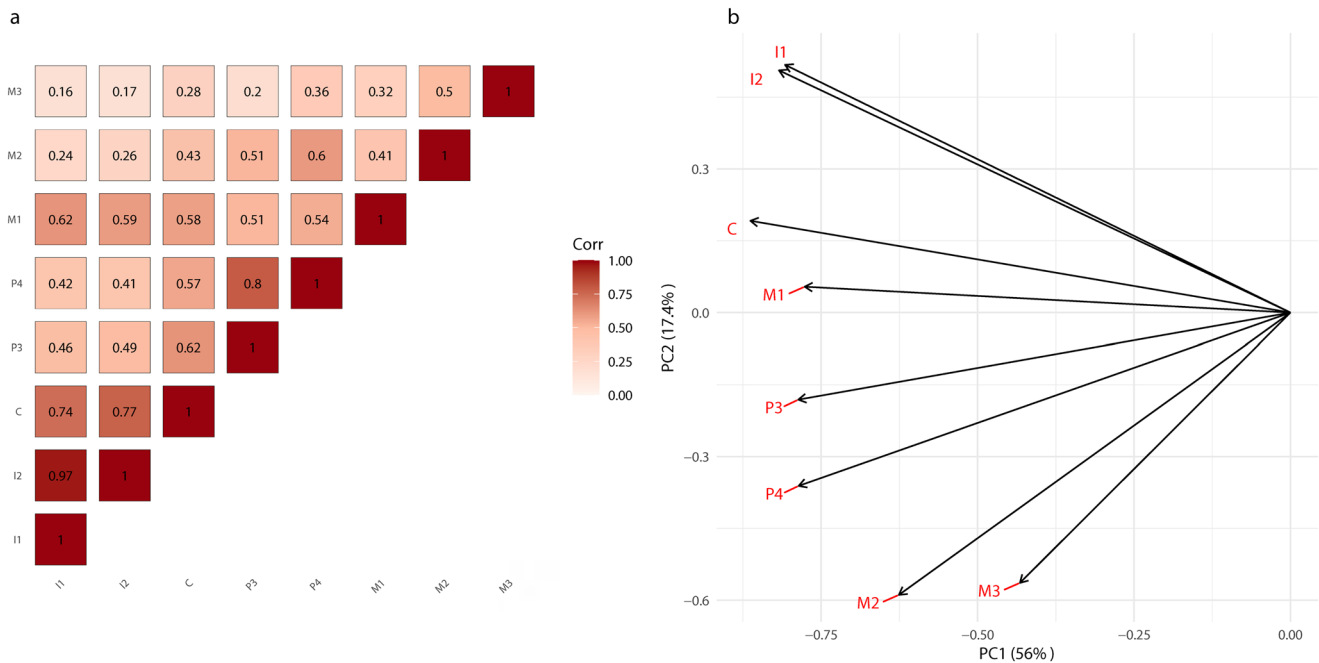 a
M3 0.16 0.17 0.28 0.2 0.36 0.32 0.5 1
M2 0.24 0.26 0.43 0.51 0.6 0.41 1
M1 0.62 0.59 0.58 0.51 0.54 1
P4 0.42 0.41 0.57 0.8 1
P3 0.46 0.49 0.62 1
C 0.74 0.77 1
I2 0.97 1
I1 1
I1 I2 C P3 P4 M1 M2 M3
Corr
1.00
0.75
0.50
0.25
0.00
b
I1
I2
C
M1
P3
P4
M2
M3
PC2 (17.4%)
0.3
0.0
−0.3
−0.6
−0.75 −0.50 −0.25 0.00
PC1 (56%)